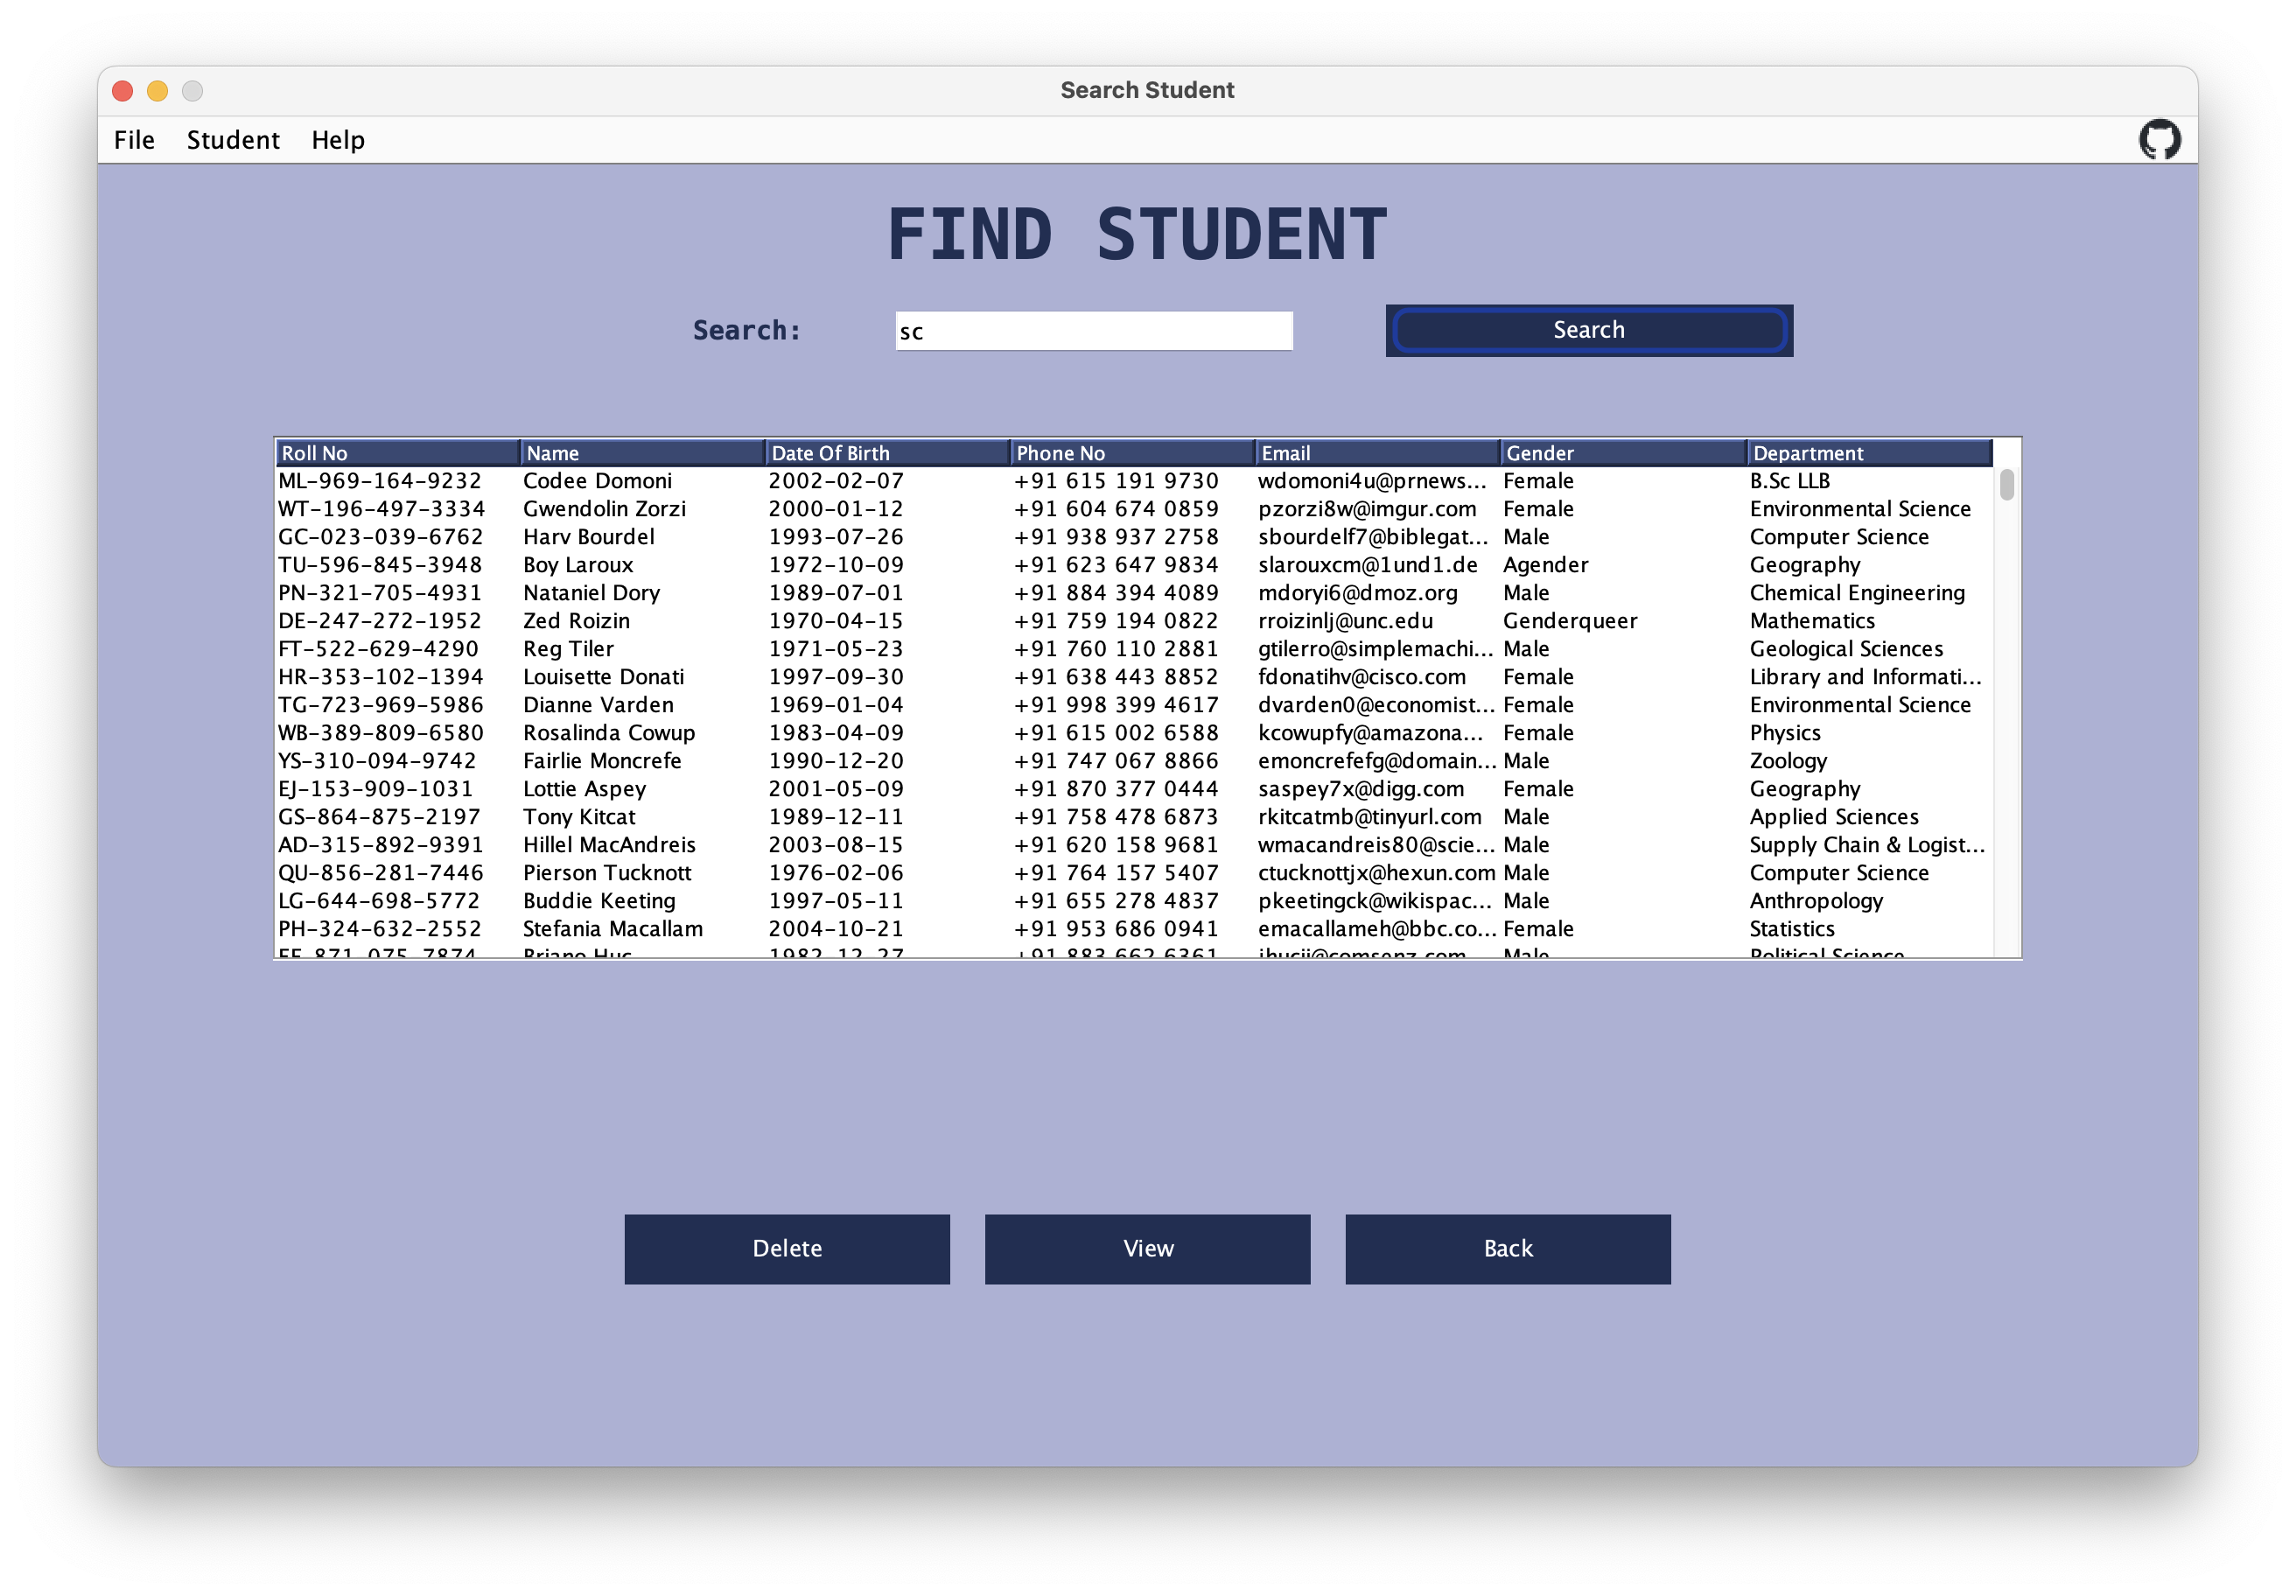 Search Student
File Student Help
FIND STUDENT
Search: sc Search
Roll No Name Date Of Birth Phone No Email Gender Department
ML-969-164-9232 Codee Domoni 2002-02-07 +91 615 191 9730 wdomoni4u@prnews... Female B.Sc LLB
WT-196-497-3334 Gwendolin Zorzi 2000-01-12 +91 604 674 0859 pzorzi8w@imgur.com Female Environmental Science
GC-023-039-6762 Harv Bourdel 1993-07-26 +91 938 937 2758 sbourdelf7@biblegat... Male Computer Science
TU-596-845-3948 Boy Laroux 1972-10-09 +91 623 647 9834 slarouxcm@1und1.de Agender Geography
PN-321-705-4931 Nataniel Dory 1989-07-01 +91 884 394 4089 mdoryi6@dmoz.org Male Chemical Engineering
DE-247-272-1952 Zed Roizin 1970-04-15 +91 759 194 0822 rroizinlj@unc.edu Genderqueer Mathematics
FT-522-629-4290 Reg Tiler 1971-05-23 +91 760 110 2881 gtilerro@simplemachi... Male Geological Sciences
HR-353-102-1394 Louisette Donati 1997-09-30 +91 638 443 8852 fdonatihv@cisco.com Female Library and Informati...
TG-723-969-5986 Dianne Varden 1969-01-04 +91 998 399 4617 dvarden0@economist... Female Environmental Science
WB-389-809-6580 Rosalinda Cowup 1983-04-09 +91 615 002 6588 kcowupfy@amazona... Female Physics
YS-310-094-9742 Fairlie Moncrefe 1990-12-20 +91 747 067 8866 emoncrefefg@domain... Male Zoology
EJ-153-909-1031 Lottie Aspey 2001-05-09 +91 870 377 0444 saspey7x@digg.com Female Geography
GS-864-875-2197 Tony Kitcat 1989-12-11 +91 758 478 6873 rkitcatmb@tinyurl.com Male Applied Sciences
AD-315-892-9391 Hillel MacAndreis 2003-08-15 +91 620 158 9681 wmacandreis80@scie... Male Supply Chain & Logist...
QU-856-281-7446 Pierson Tucknott 1976-02-06 +91 764 157 5407 ctucknottjx@hexun.com Male Computer Science
LG-644-698-5772 Buddie Keeting 1997-05-11 +91 655 278 4837 pkeetingck@wikispac... Male Anthropology
PH-324-632-2552 Stefania Macallam 2004-10-21 +91 953 686 0941 emacallameh@bbc.co... Female Statistics
1982-12-27 +91 883 662 6361 Male Political Science
Delete View Back